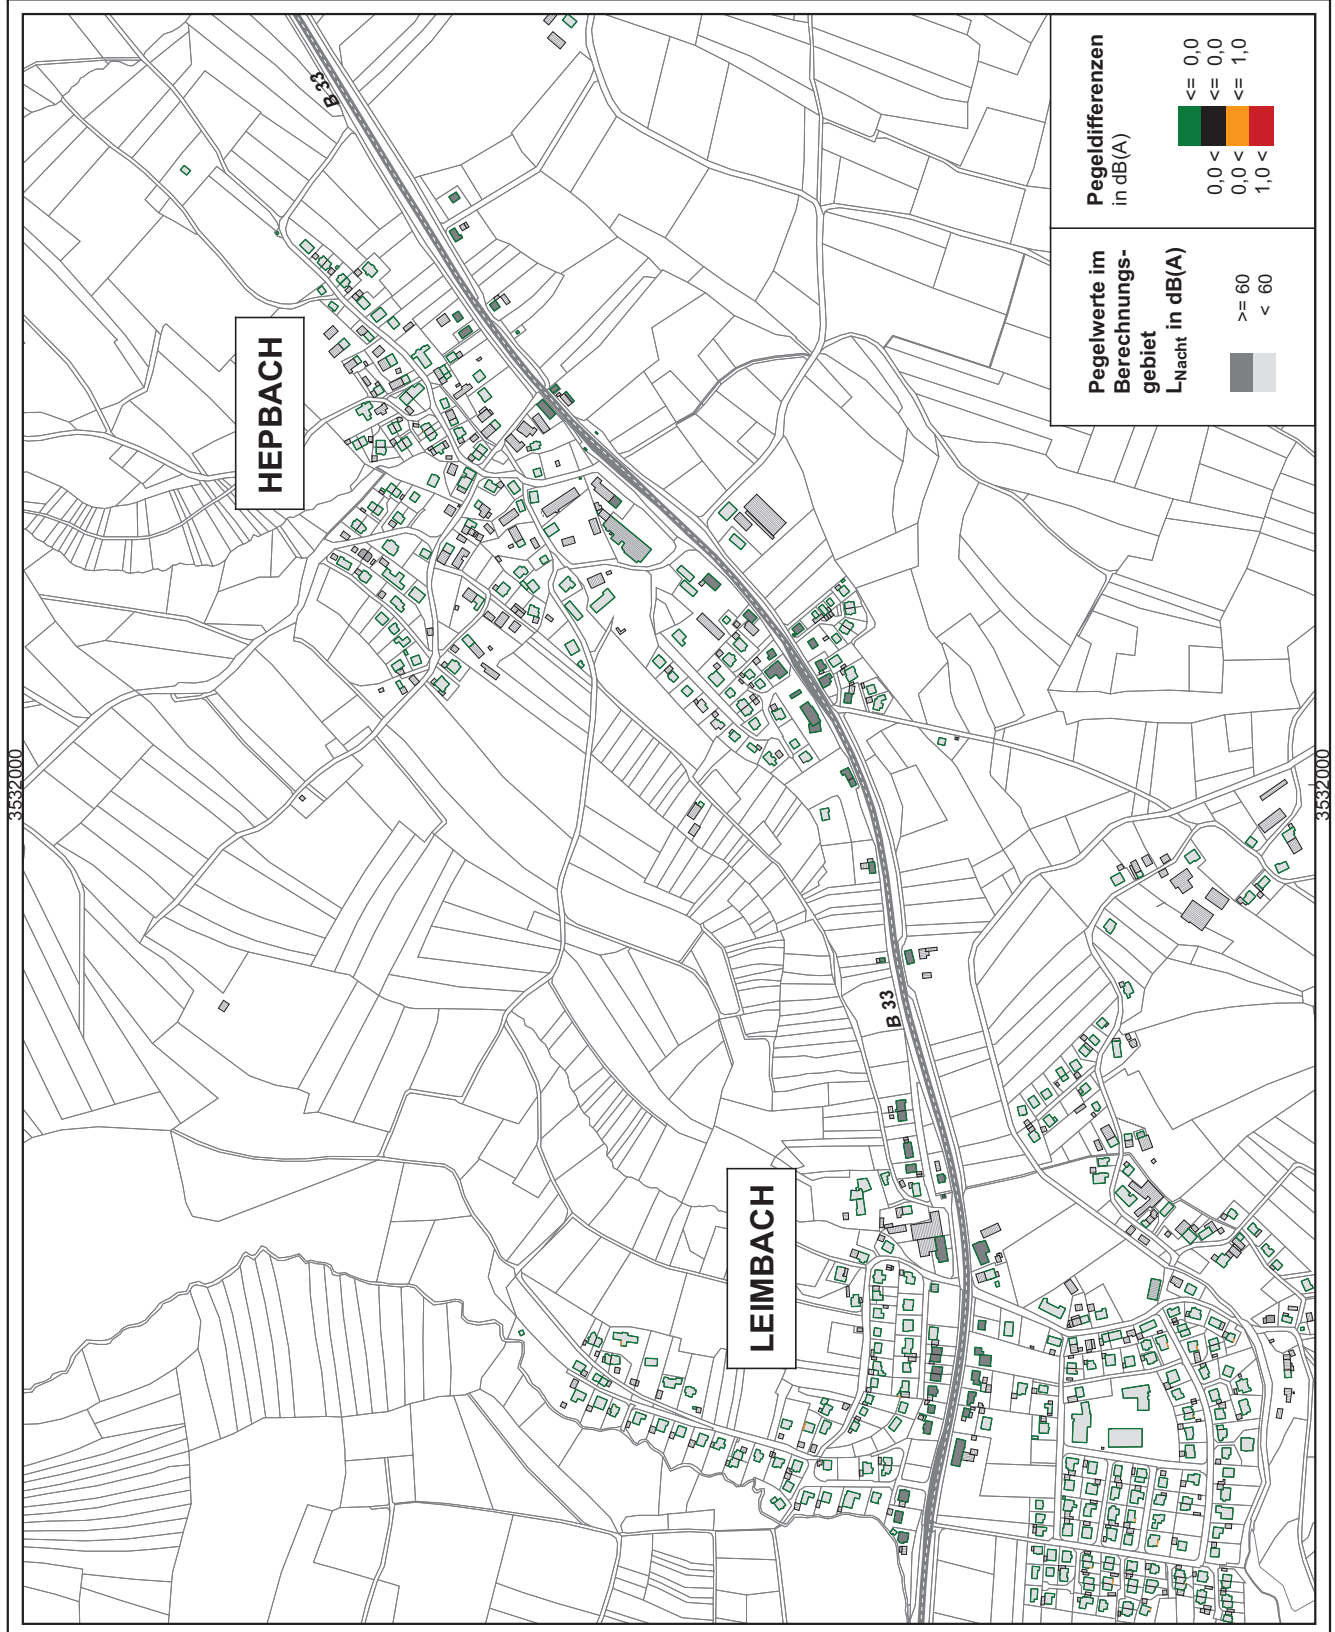 B 33
HEPBACH
3532000
3532000
B 33
LEIMBACH
Pegelwerte im
Berechnungs-
gebiet
LNacht in dB(A)
>= 60
< 60
Pegeldifferenzen
in dB(A)
<= 0,0
0,0 < <= 0,0
0,0 < <= 1,0
1,0 <